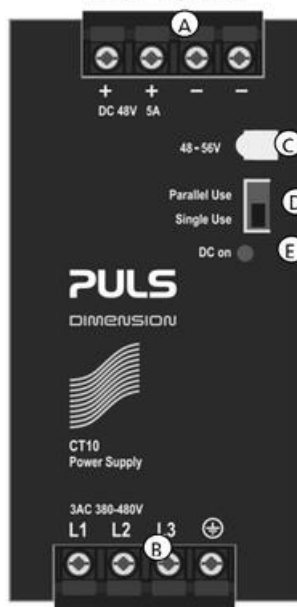 A
+ + − −
DC 48V 5A
48-56V
C
Parallel Use
Single Use
D
DC on
E
PULS
DIMENSION
CT10
Power Supply
3AC 380-480V
L1 L2 L3
B